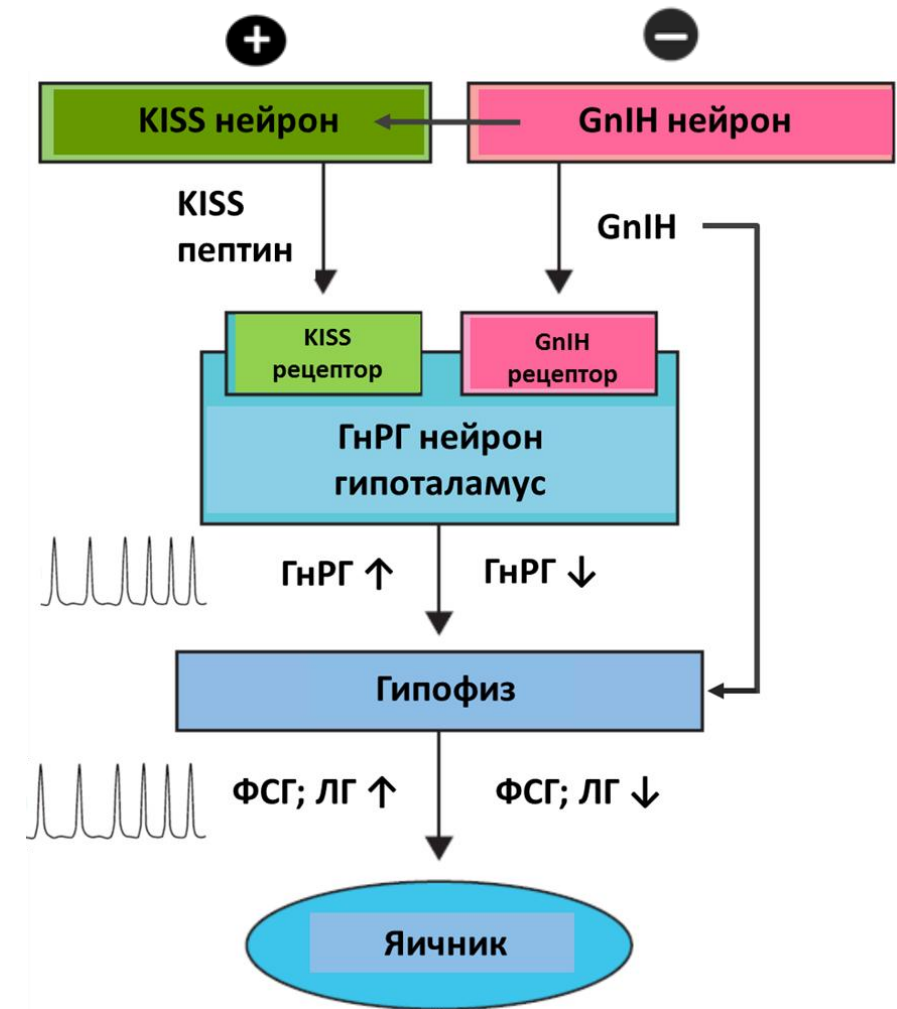 +
−
KISS нейрон
GnIH нейрон
KISS
пептин
GnIH
KISS
рецептор
GnIH
рецептор
ГнРГ нейрон
гипоталамус
ГнРГ ↑
ГнРГ ↓
Гипофиз
ФСГ; ЛГ ↑
ФСГ; ЛГ ↓
Яичник